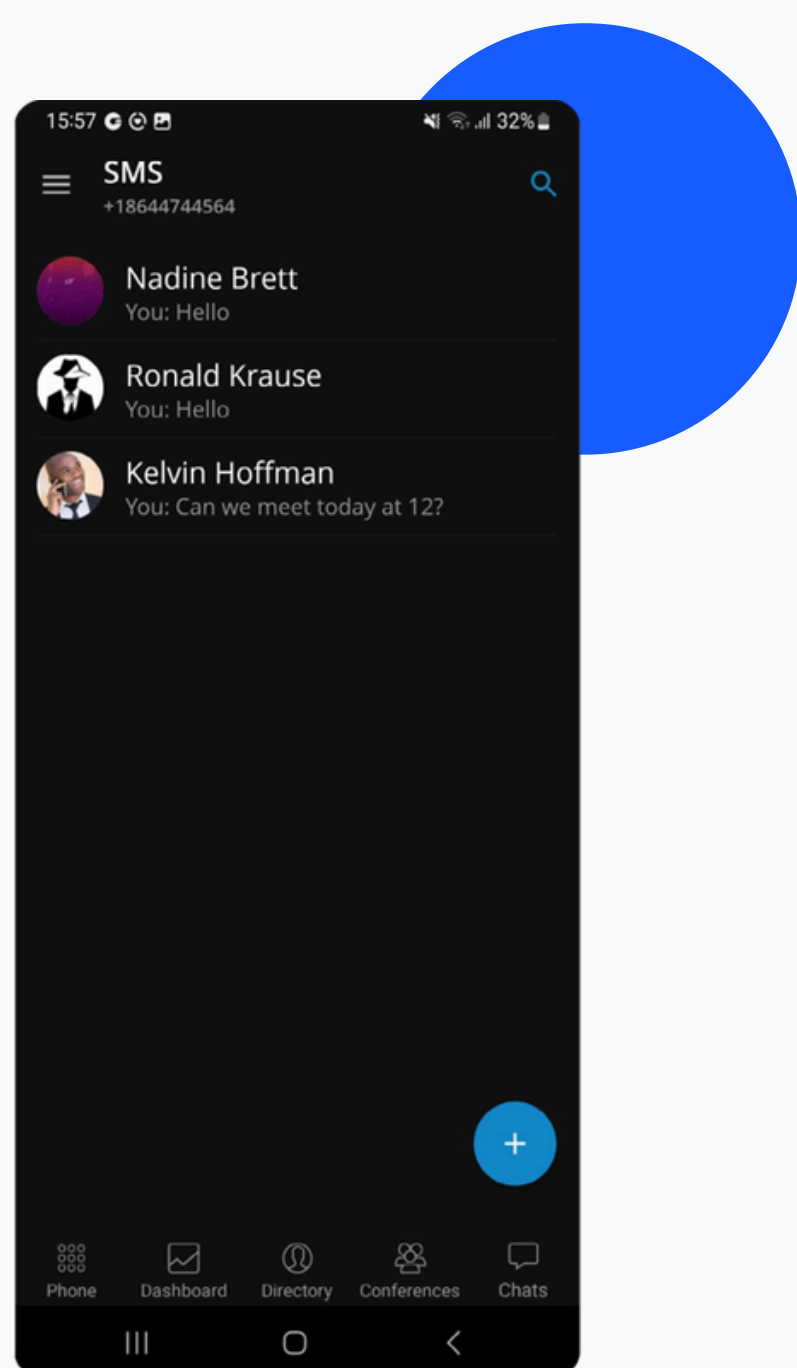 15:57 32%
SMS
+18644744564
Nadine Brett
You: Hello
Ronald Krause
You: Hello
Kelvin Hoffman
You: Can we meet today at 12?
+
Phone Dashboard Directory Conferences Chats